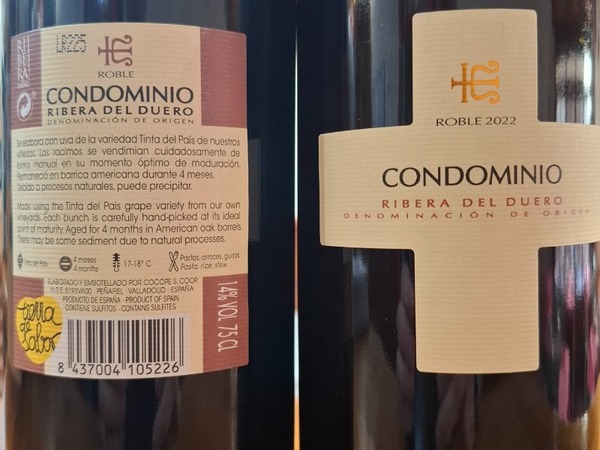 LR225
RIBERA
DUERO
ROBLE
CONDOMINIO
RIBERA DEL DUERO
DENOMINACIÓN DE ORIGEN
Se elabora con uva de la variedad Tinta del País de nuestros
viñedos. Los racimos se vendimian cuidadosamente de
forma manual en su momento óptimo de maduración.
Permaneció en barrica americana durante 4 meses.
Debido a procesos naturales, puede precipitar.
Made using the Tinta del Pais grape variety from our own
vineyards. Each bunch is carefully hand-picked at its ideal
point of maturity. Aged for 4 months in American oak barrels.
There may be some sediment due to natural processes.
Tinta del País
4 meses
4 months
17-18° C
Pastas, arroces, guisos
Pasta, rice, stew
ELABORADO Y EMBOTELLADO POR COCOPE S. COOP.
PEÑAFIEL - VALLADOLID - ESPAÑA
PRODUCTO DE ESPAÑA - PRODUCT OF SPAIN
CONTIENE SULFITOS - CONTAINS SULFITES
tierra
de
sabor
14% VOL 75 CL
8 437004 105226
ROBLE 2022
CONDOMINIO
RIBERA DEL DUERO
DENOMINACIÓN DE ORIGEN